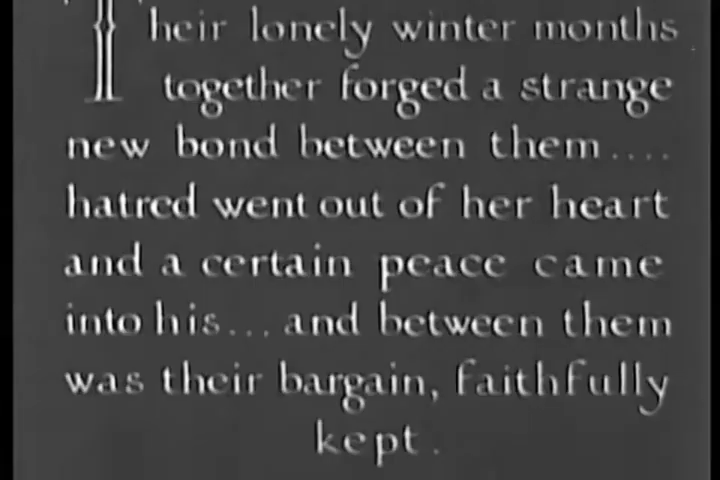 Their lonely winter months
together forged a strange
new bond between them....
hatred went out of her heart
and a certain peace came
into his... and between them
was their bargain, faithfully
kept.